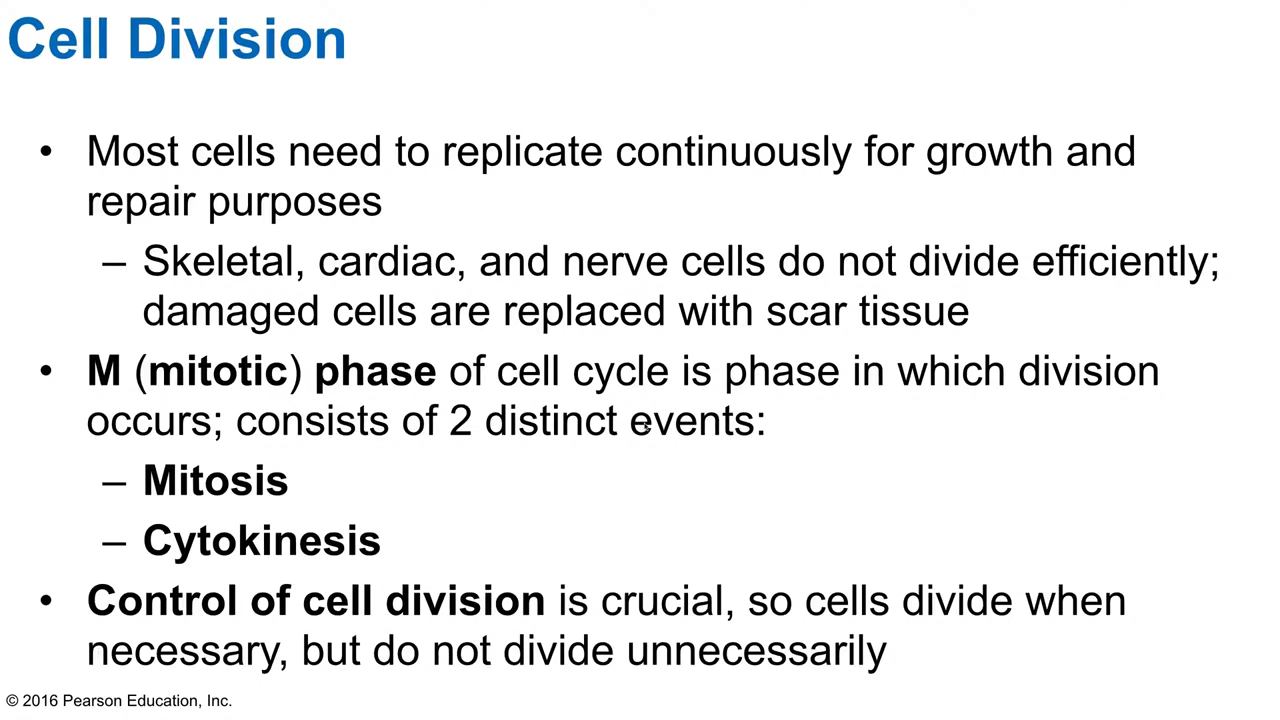 Cell Division
• Most cells need to replicate continuously for growth and
repair purposes
– Skeletal, cardiac, and nerve cells do not divide efficiently;
damaged cells are replaced with scar tissue
• M (mitotic) phase of cell cycle is phase in which division
occurs; consists of 2 distinct events:
– Mitosis
– Cytokinesis
• Control of cell division is crucial, so cells divide when
necessary, but do not divide unnecessarily
© 2016 Pearson Education, Inc.